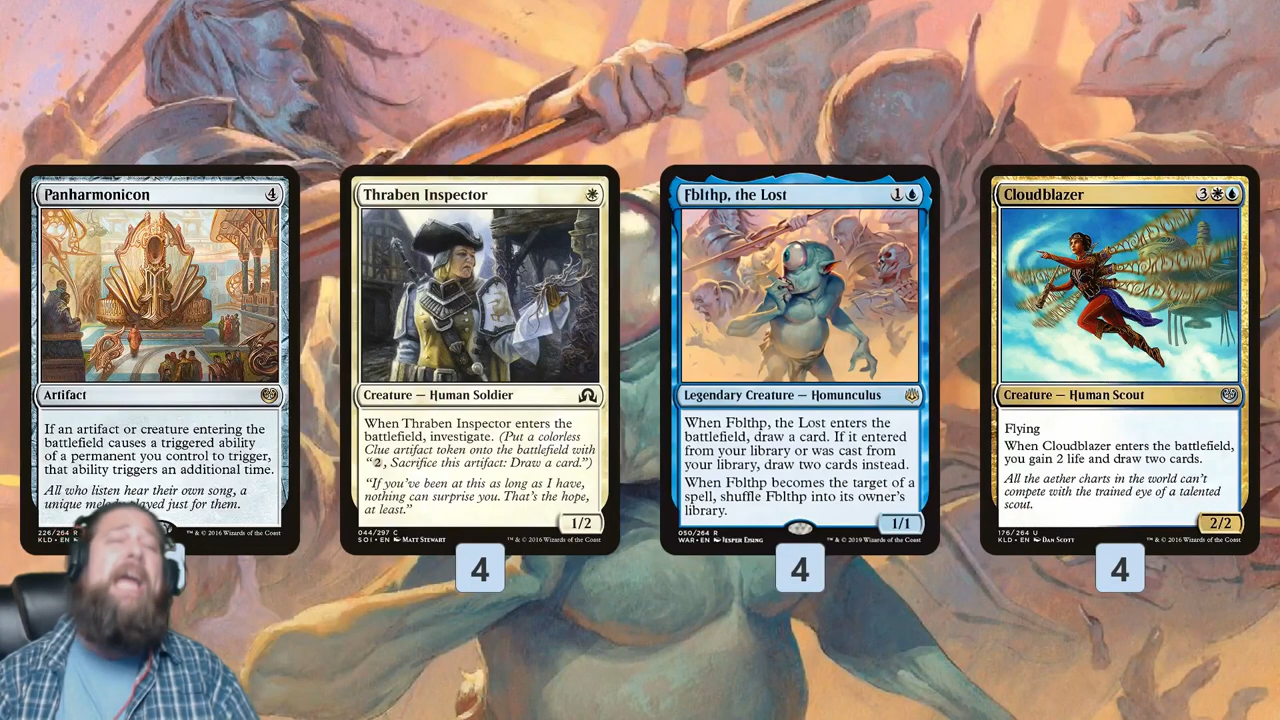 Panharmonicon
4
Artifact
If an artifact or creature entering the
battlefield causes a triggered ability
of a permanent you control to trigger,
that ability triggers an additional time.
All who listen hear their own song, a
unique
just for them.
226/264 R
KLD • EN
™ & © 2016 Wizards of the Coast
Thraben Inspector
Creature — Human Soldier
When Thraben Inspector enters the
battlefield, investigate. (Put a colorless
Clue artifact token onto the battlefield with
“2, Sacrifice this artifact: Draw a card.”)
“If you’ve been at this as long as I have,
nothing can surprise you. That’s the hope,
at least.”
1/2
044/297 C
SOI • EN Matt Stewart
™ & © 2016 Wizards of the Coast
4
Fblthp, the Lost
1
Legendary Creature — Homunculus
When Fblthp, the Lost enters the
battlefield, draw a card. If it entered
from your library or was cast from
your library, draw two cards instead.
When Fblthp becomes the target of a
spell, shuffle Fblthp into its owner’s
library.
1/1
050/264 R
WAR • EN Jesper Ejsing
™ & © 2019 Wizards of the Coast
4
Cloudblazer
3
Creature — Human Scout
Flying
When Cloudblazer enters the battlefield,
you gain 2 life and draw two cards.
All the aether charts in the world can’t
compete with the trained eye of a talented
scout.
2/2
176/264 U
KLD • EN Dan Scott
™ & © 2016 Wizards of the Coast
4